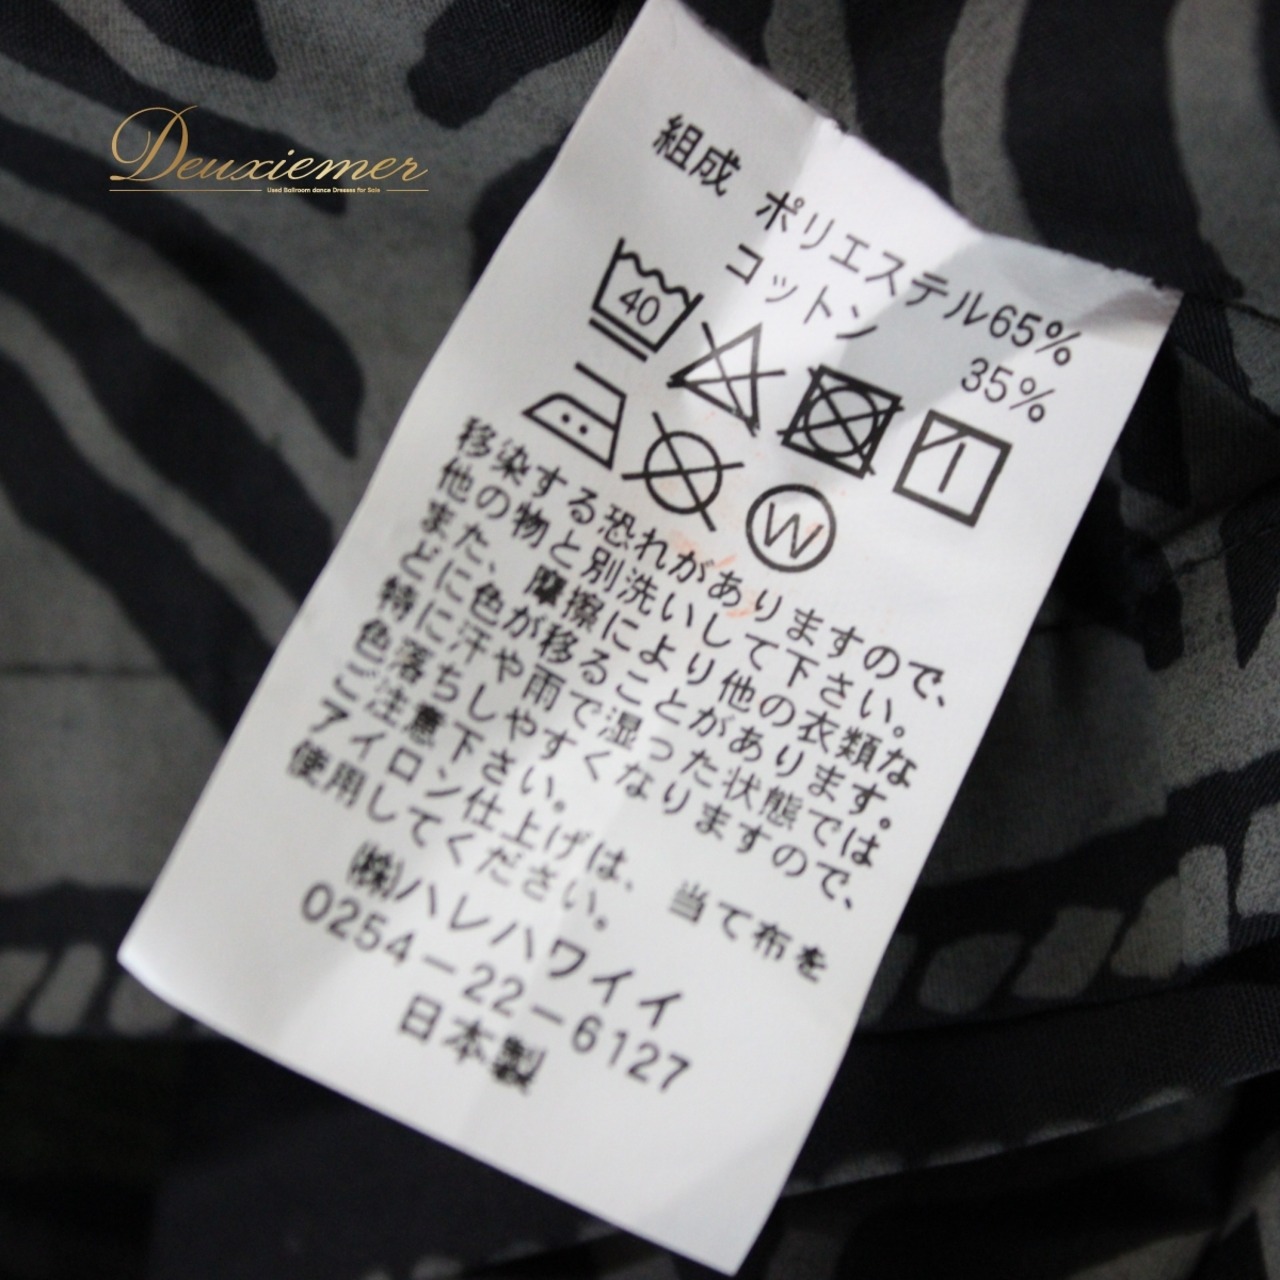 Deuxiemer
Used Ballroom dance Dresses for Sale
組成 ポリエステル65%
コットン 35%
40
W
移染する恐れがありますので、
他の物と別洗いして下さい。
また、摩擦により他の衣類な
どに色が移ることがあります。
特に汗や雨で湿った状態では
色落ちしやすくなりますので、
ご注意下さい。
アイロン仕上げは、当て布を
使用してください。
㈱ハレハワイイ
0254-22-6127
日本製